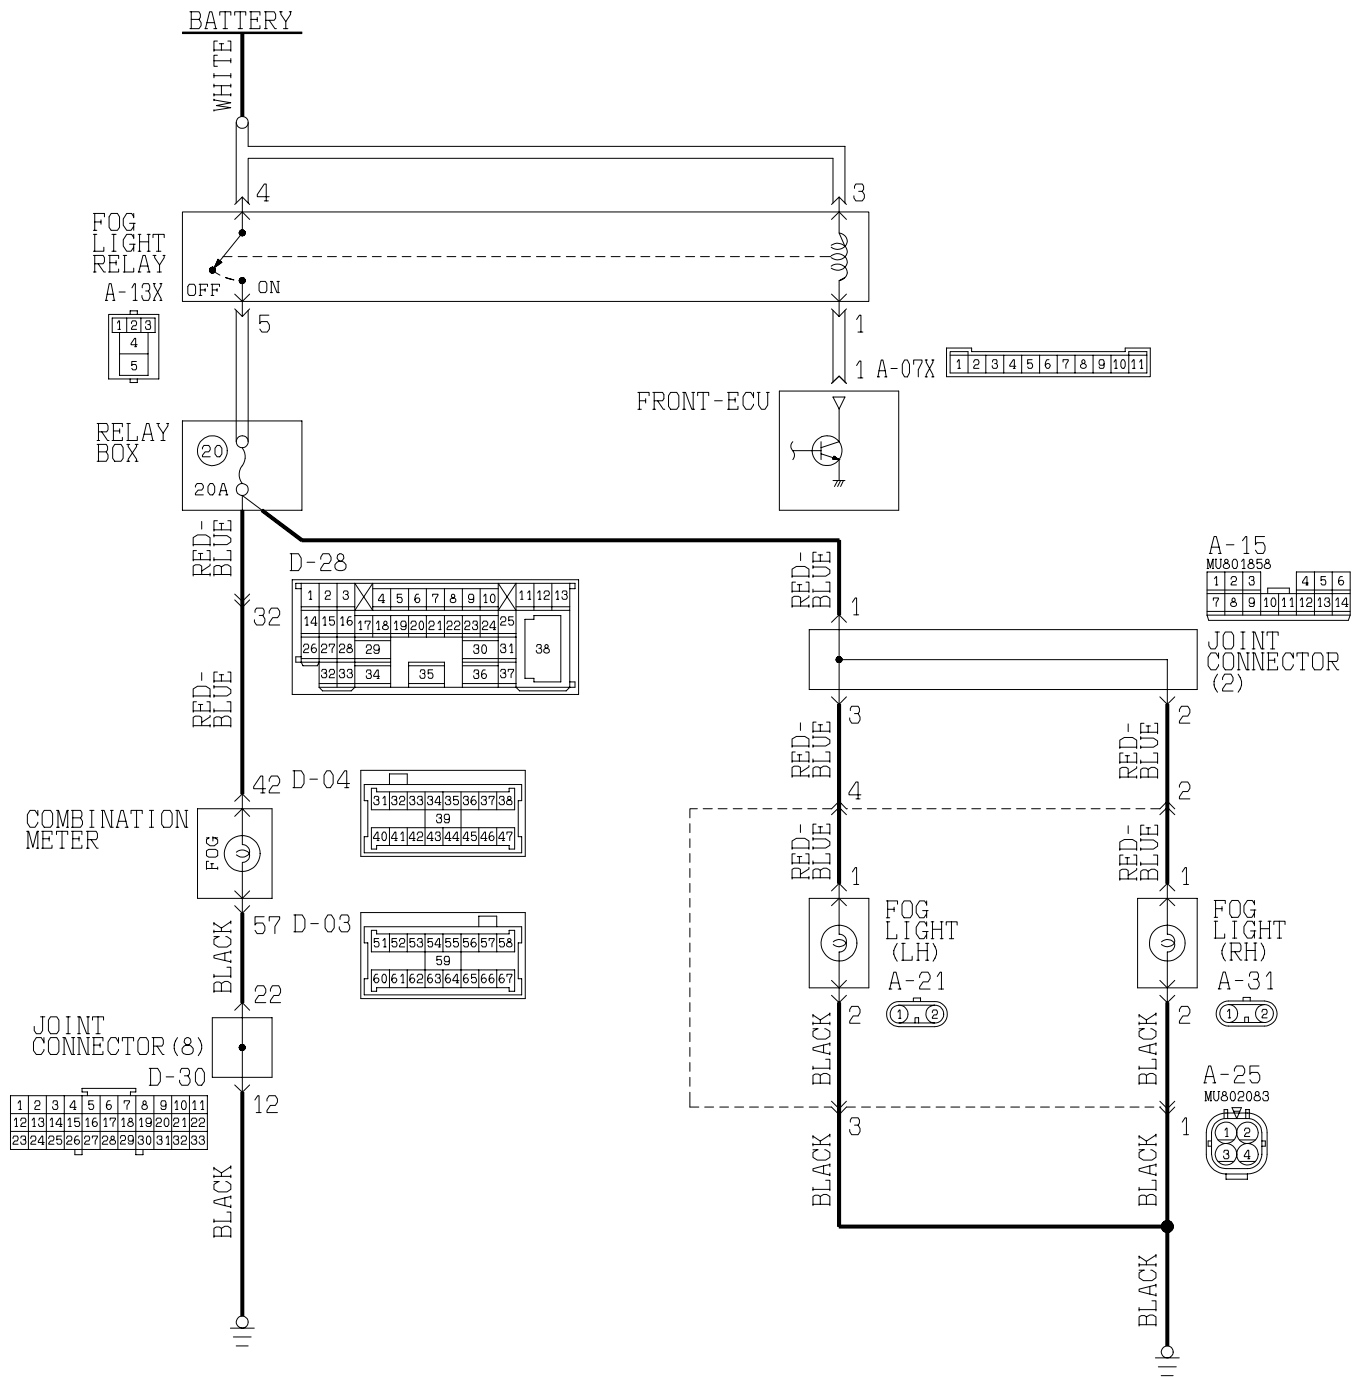 BATTERY
WHITE
4
3
FOG
LIGHT
RELAY
A-13X
OFF
ON
1 2 3
4
5
5
1
1
A-07X
1 2 3 4 5 6 7 8 9 10 11
FRONT-ECU
RELAY
BOX
20
20A
RED-
BLUE
D-28
1 2 3 4 5 6 7 8 9 10 11 12 13
14 15 16 17 18 19 20 21 22 23 24 25
26 27 28 29 30 31 38
32 33 34 35 36 37
32
RED-
BLUE
RED-
BLUE
1
A-15
MU801858
1 2 3 4 5 6
7 8 9 10 11 12 13 14
JOINT
CONNECTOR
(2)
3
2
RED-
BLUE
RED-
BLUE
42
D-04
31 32 33 34 35 36 37 38
39
40 41 42 43 44 45 46 47
4
2
COMBINATION
METER
FOG
RED-
BLUE
RED-
BLUE
1
1
57
D-03
51 52 53 54 55 56 57 58
59
60 61 62 63 64 65 66 67
BLACK
FOG
LIGHT
(LH)
A-21
1 2
FOG
LIGHT
(RH)
A-31
1 2
22
2
2
JOINT
CONNECTOR(8)
D-30
1 2 3 4 5 6 7 8 9 10 11
12 13 14 15 16 17 18 19 20 21 22
23 24 25 26 27 28 29 30 31 32 33
12
BLACK
BLACK
A-25
MU802083
1 2
3 4
3
1
BLACK
BLACK
BLACK
BLACK